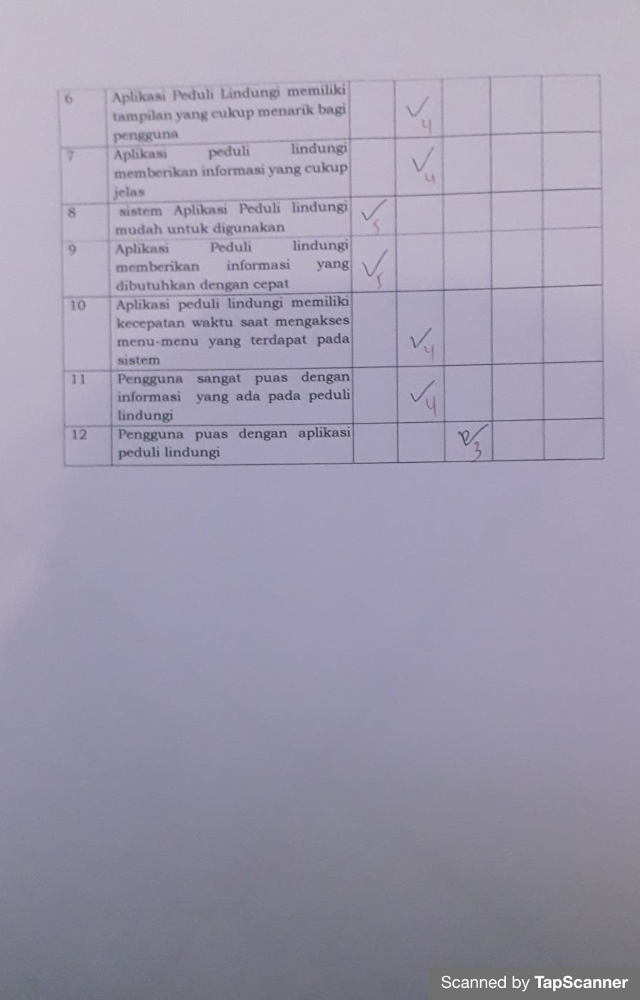 6 Aplikasi Peduli Lindungi memiliki
tampilan yang cukup menarik bagi ✓
pengguna 4
7 Aplikasi peduli lindungi
memberikan informasi yang cukup ✓
jelas 4
8 sistem Aplikasi Peduli lindungi ✓
mudah untuk digunakan 5
9 Aplikasi Peduli lindungi
memberikan informasi yang ✓
dibutuhkan dengan cepat 5
10 Aplikasi peduli lindungi memiliki
kecepatan waktu saat mengakses
menu-menu yang terdapat pada ✓
sistem 4
11 Pengguna sangat puas dengan
informasi yang ada pada peduli ✓
lindungi 4
12 Pengguna puas dengan aplikasi ✓
peduli lindungi 3
Scanned by TapScanner